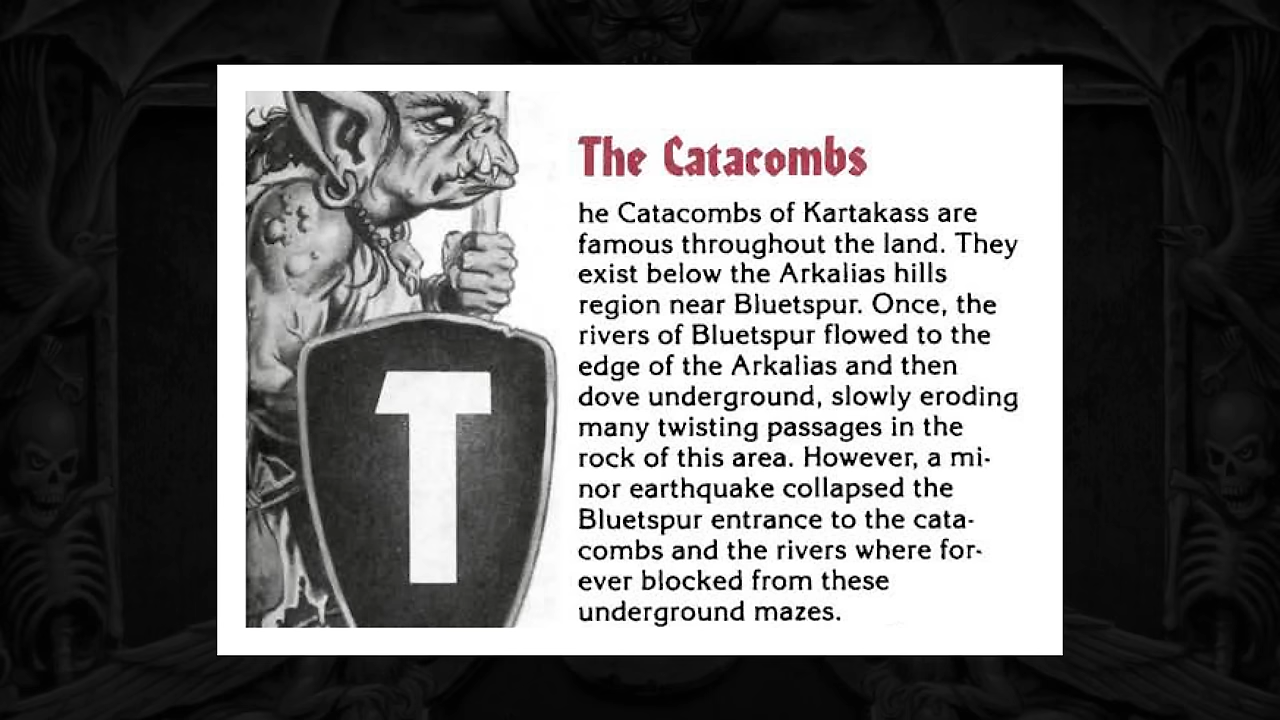 The Catacombs
T
he Catacombs of Kartakass are
famous throughout the land. They
exist below the Arkalias hills
region near Bluetspur. Once, the
rivers of Bluetspur flowed to the
edge of the Arkalias and then
dove underground, slowly eroding
many twisting passages in the
rock of this area. However, a mi-
nor earthquake collapsed the
Bluetspur entrance to the cata-
combs and the rivers where for-
ever blocked from these
underground mazes.